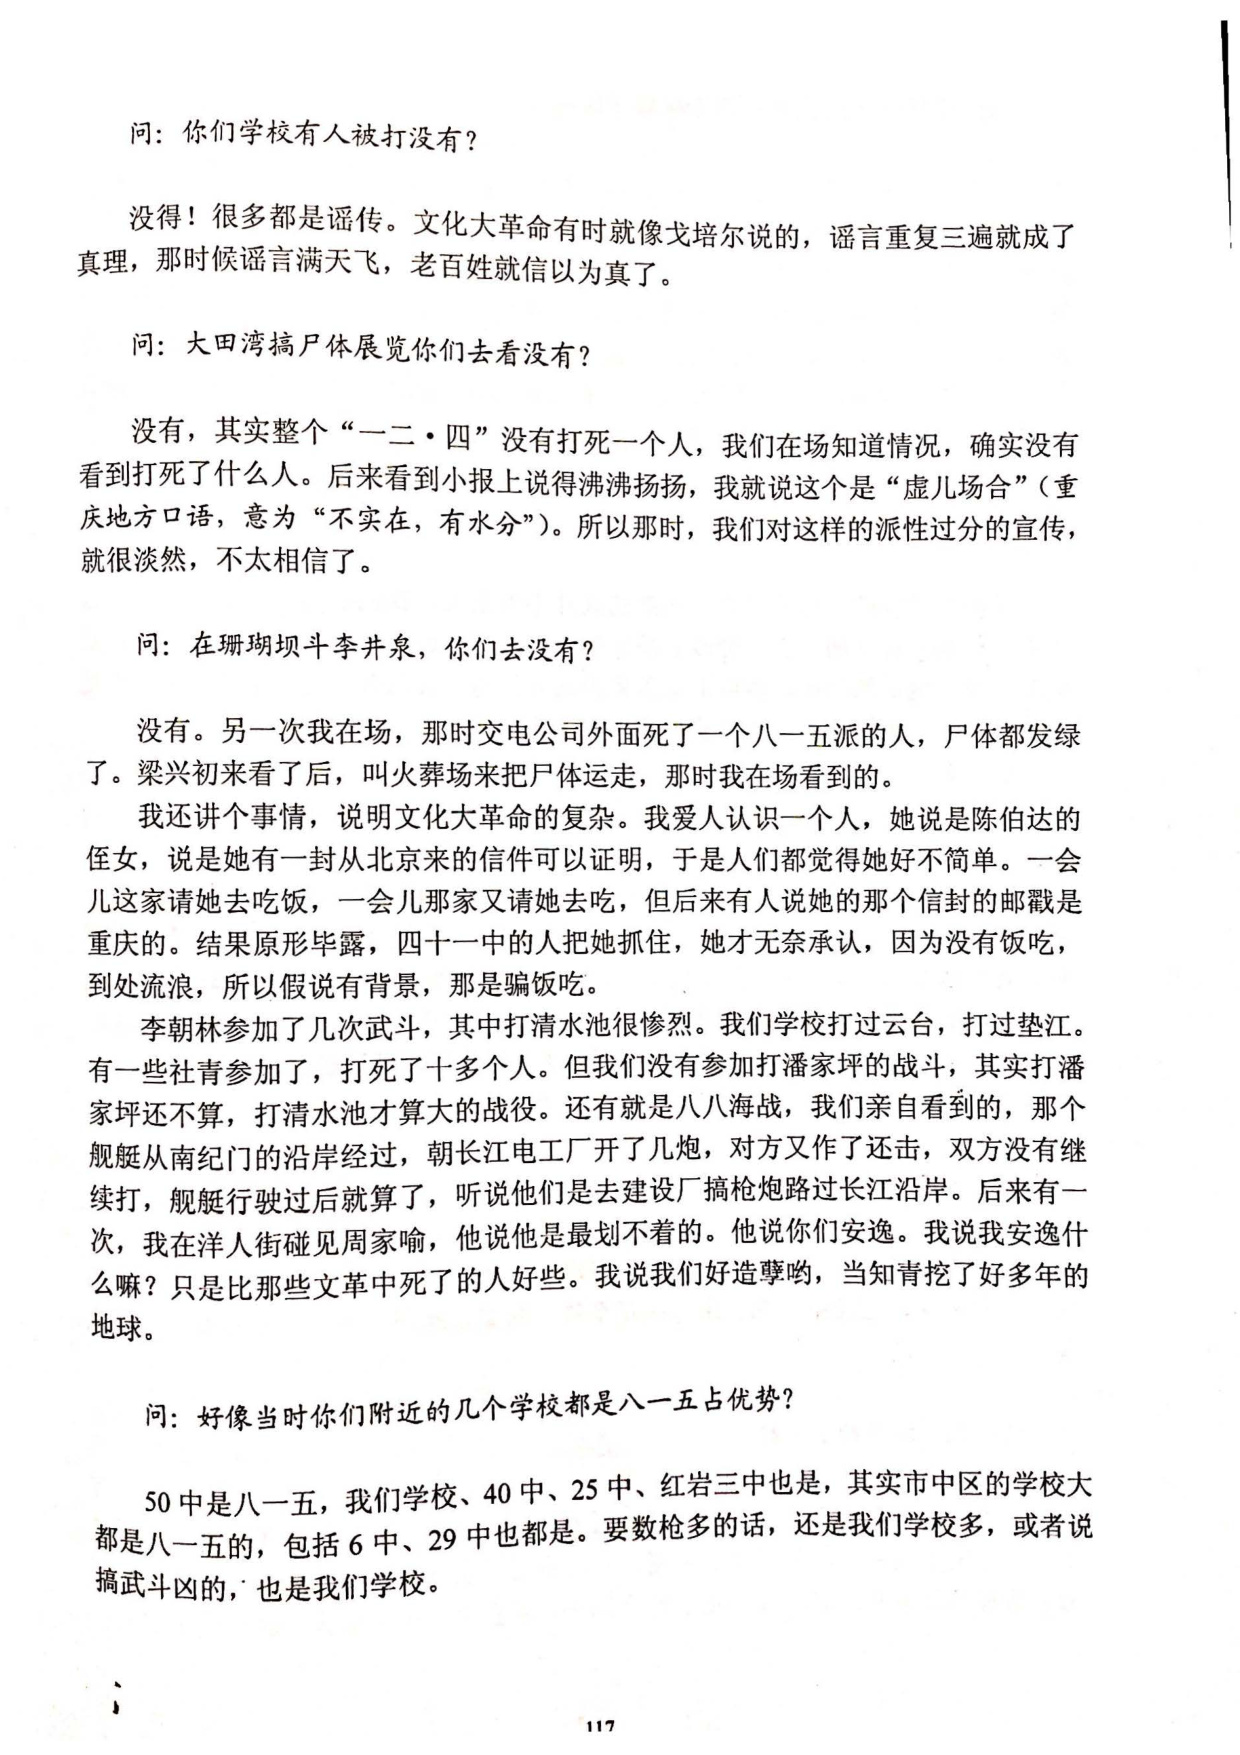 问：你们学校有人被打没有？
没得！很多都是谣传。文化大革命有时就像戈培尔说的，谣言重复三遍就成了
真理，那时候谣言满天飞，老百姓就信以为真了。
问：大田湾搞尸体展览你们去看没有？
没有，其实整个“一二·四”没有打死一个人，我们在场知道情况，确实没有
看到打死了什么人。后来看到小报上说得沸沸扬扬，我就说这个是“虚儿场合”（重
庆地方口语，意为“不实在，有水分”）。所以那时，我们对这样的派性过分的宣传，
就很淡然，不太相信了。
问：在珊瑚坝斗李井泉，你们去没有？
没有。另一次我在场，那时交电公司外面死了一个八一五派的人，尸体都发绿
了。梁兴初来看了后，叫火葬场来把尸体运走，那时我在场看到的。
我还讲个事情，说明文化大革命的复杂。我爱人认识一个人，她说是陈伯达的
侄女，说是她有一封从北京来的信件可以证明，于是人们都觉得她好不简单。一会
儿这家请她去吃饭，一会儿那家又请她去吃，但后来有人说她的那个信封的邮戳是
重庆的。结果原形毕露，四十一中的人把她抓住，她才无奈承认，因为没有饭吃，
到处流浪，所以假说有背景，那是骗饭吃。
李朝林参加了几次武斗，其中打清水池很惨烈。我们学校打过云台，打过垫江。
有一些社青参加了，打死了十多个人。但我们没有参加打潘家坪的战斗，其实打潘
家坪还不算，打清水池才算大的战役。还有就是八八海战，我们亲自看到的，那个
舰艇从南纪门的沿岸经过，朝长江电工厂开了几炮，对方又作了还击，双方没有继
续打，舰艇行驶过后就算了，听说他们是去建设厂搞枪炮路过长江沿岸。后来有一
次，我在洋人街碰见周家喻，他说他是最划不着的。他说你们安逸。我说我安逸什
么嘛？只是比那些文革中死了的人好些。我说我们好造孽哟，当知青挖了好多年的
地球。
问：好像当时你们附近的几个学校都是八一五占优势？
50 中是八一五，我们学校、40 中、25 中、红岩三中也是，其实市中区的学校大
都是八一五的，包括 6 中、29 中也都是。要数枪多的话，还是我们学校多，或者说
搞武斗凶的，也是我们学校。
117